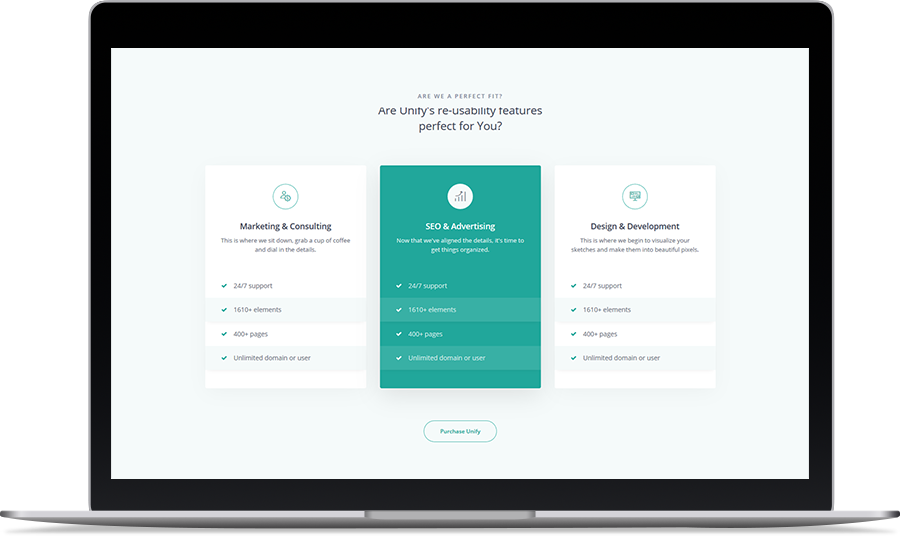 ARE WE A PERFECT FIT?
Are Unify's re-usability features
perfect for You?
Marketing & Consulting
This is where we sit down, grab a cup of coffee
and dial in the details.
24/7 support
1610+ elements
400+ pages
Unlimited domain or user
SEO & Advertising
Now that we've aligned the details, it's time to
get things organized.
24/7 support
1610+ elements
400+ pages
Unlimited domain or user
Design & Development
This is where we begin to visualize your
sketches and make them into beautiful pixels.
24/7 support
1610+ elements
400+ pages
Unlimited domain or user
Purchase Unify